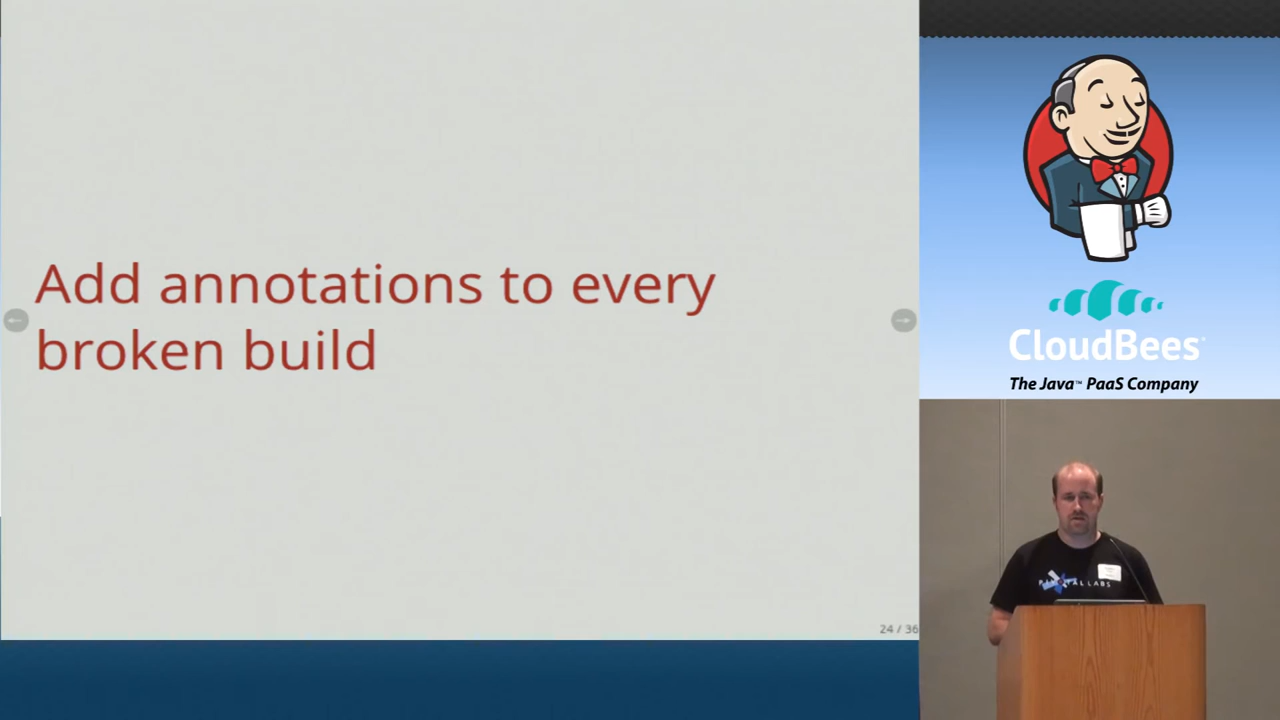 Add annotations to every
broken build
24 / 36
CloudBees
The Java™ PaaS Company